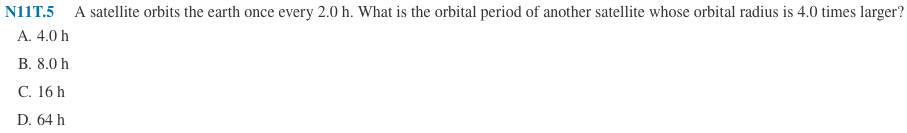 N11T.5 A satellite orbits the earth once every 2.0 h. What is the orbital period of another satellite whose orbital radius is 4.0 times larger?
A. 4.0 h
B. 8.0 h
C. 16 h
D. 64 h